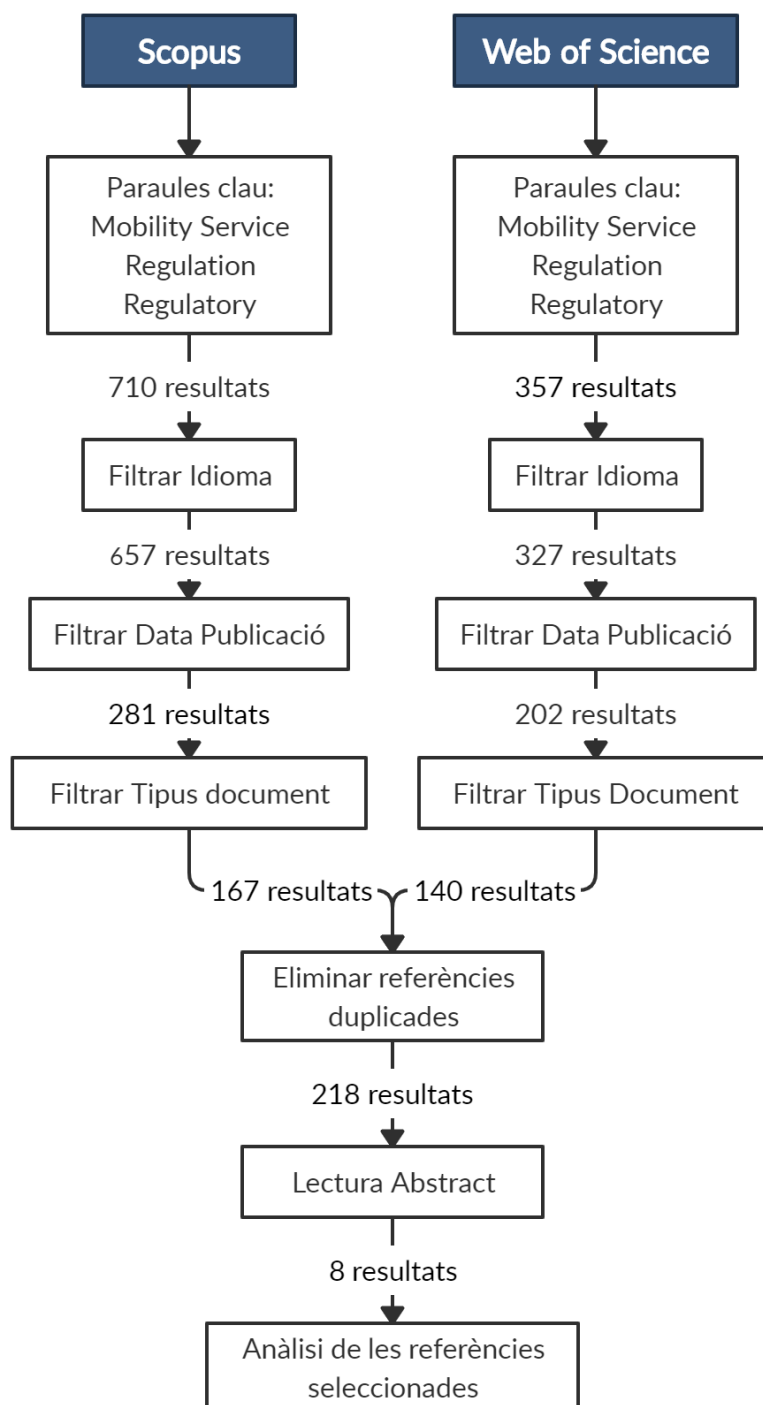 Scopus
Web of Science
Paraules clau:
Mobility Service
Regulation
Regulatory
Paraules clau:
Mobility Service
Regulation
Regulatory
710 resultats
357 resultats
Filtrar Idioma
Filtrar Idioma
657 resultats
327 resultats
Filtrar Data Publicació
Filtrar Data Publicació
281 resultats
202 resultats
Filtrar Tipus document
Filtrar Tipus Document
167 resultats
140 resultats
Eliminar referències
duplicades
218 resultats
Lectura Abstract
8 resultats
Anàlisi de les referències
seleccionades